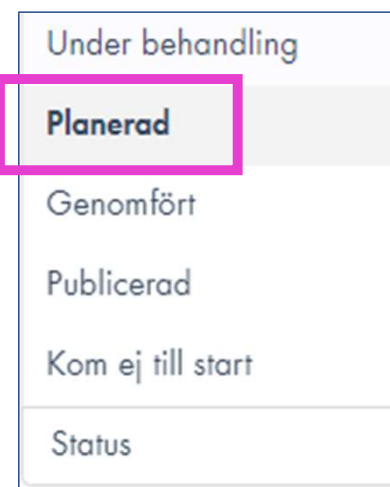 Under behandling
Planerad
Genomfört
Publicerad
Kom ej till start
Status